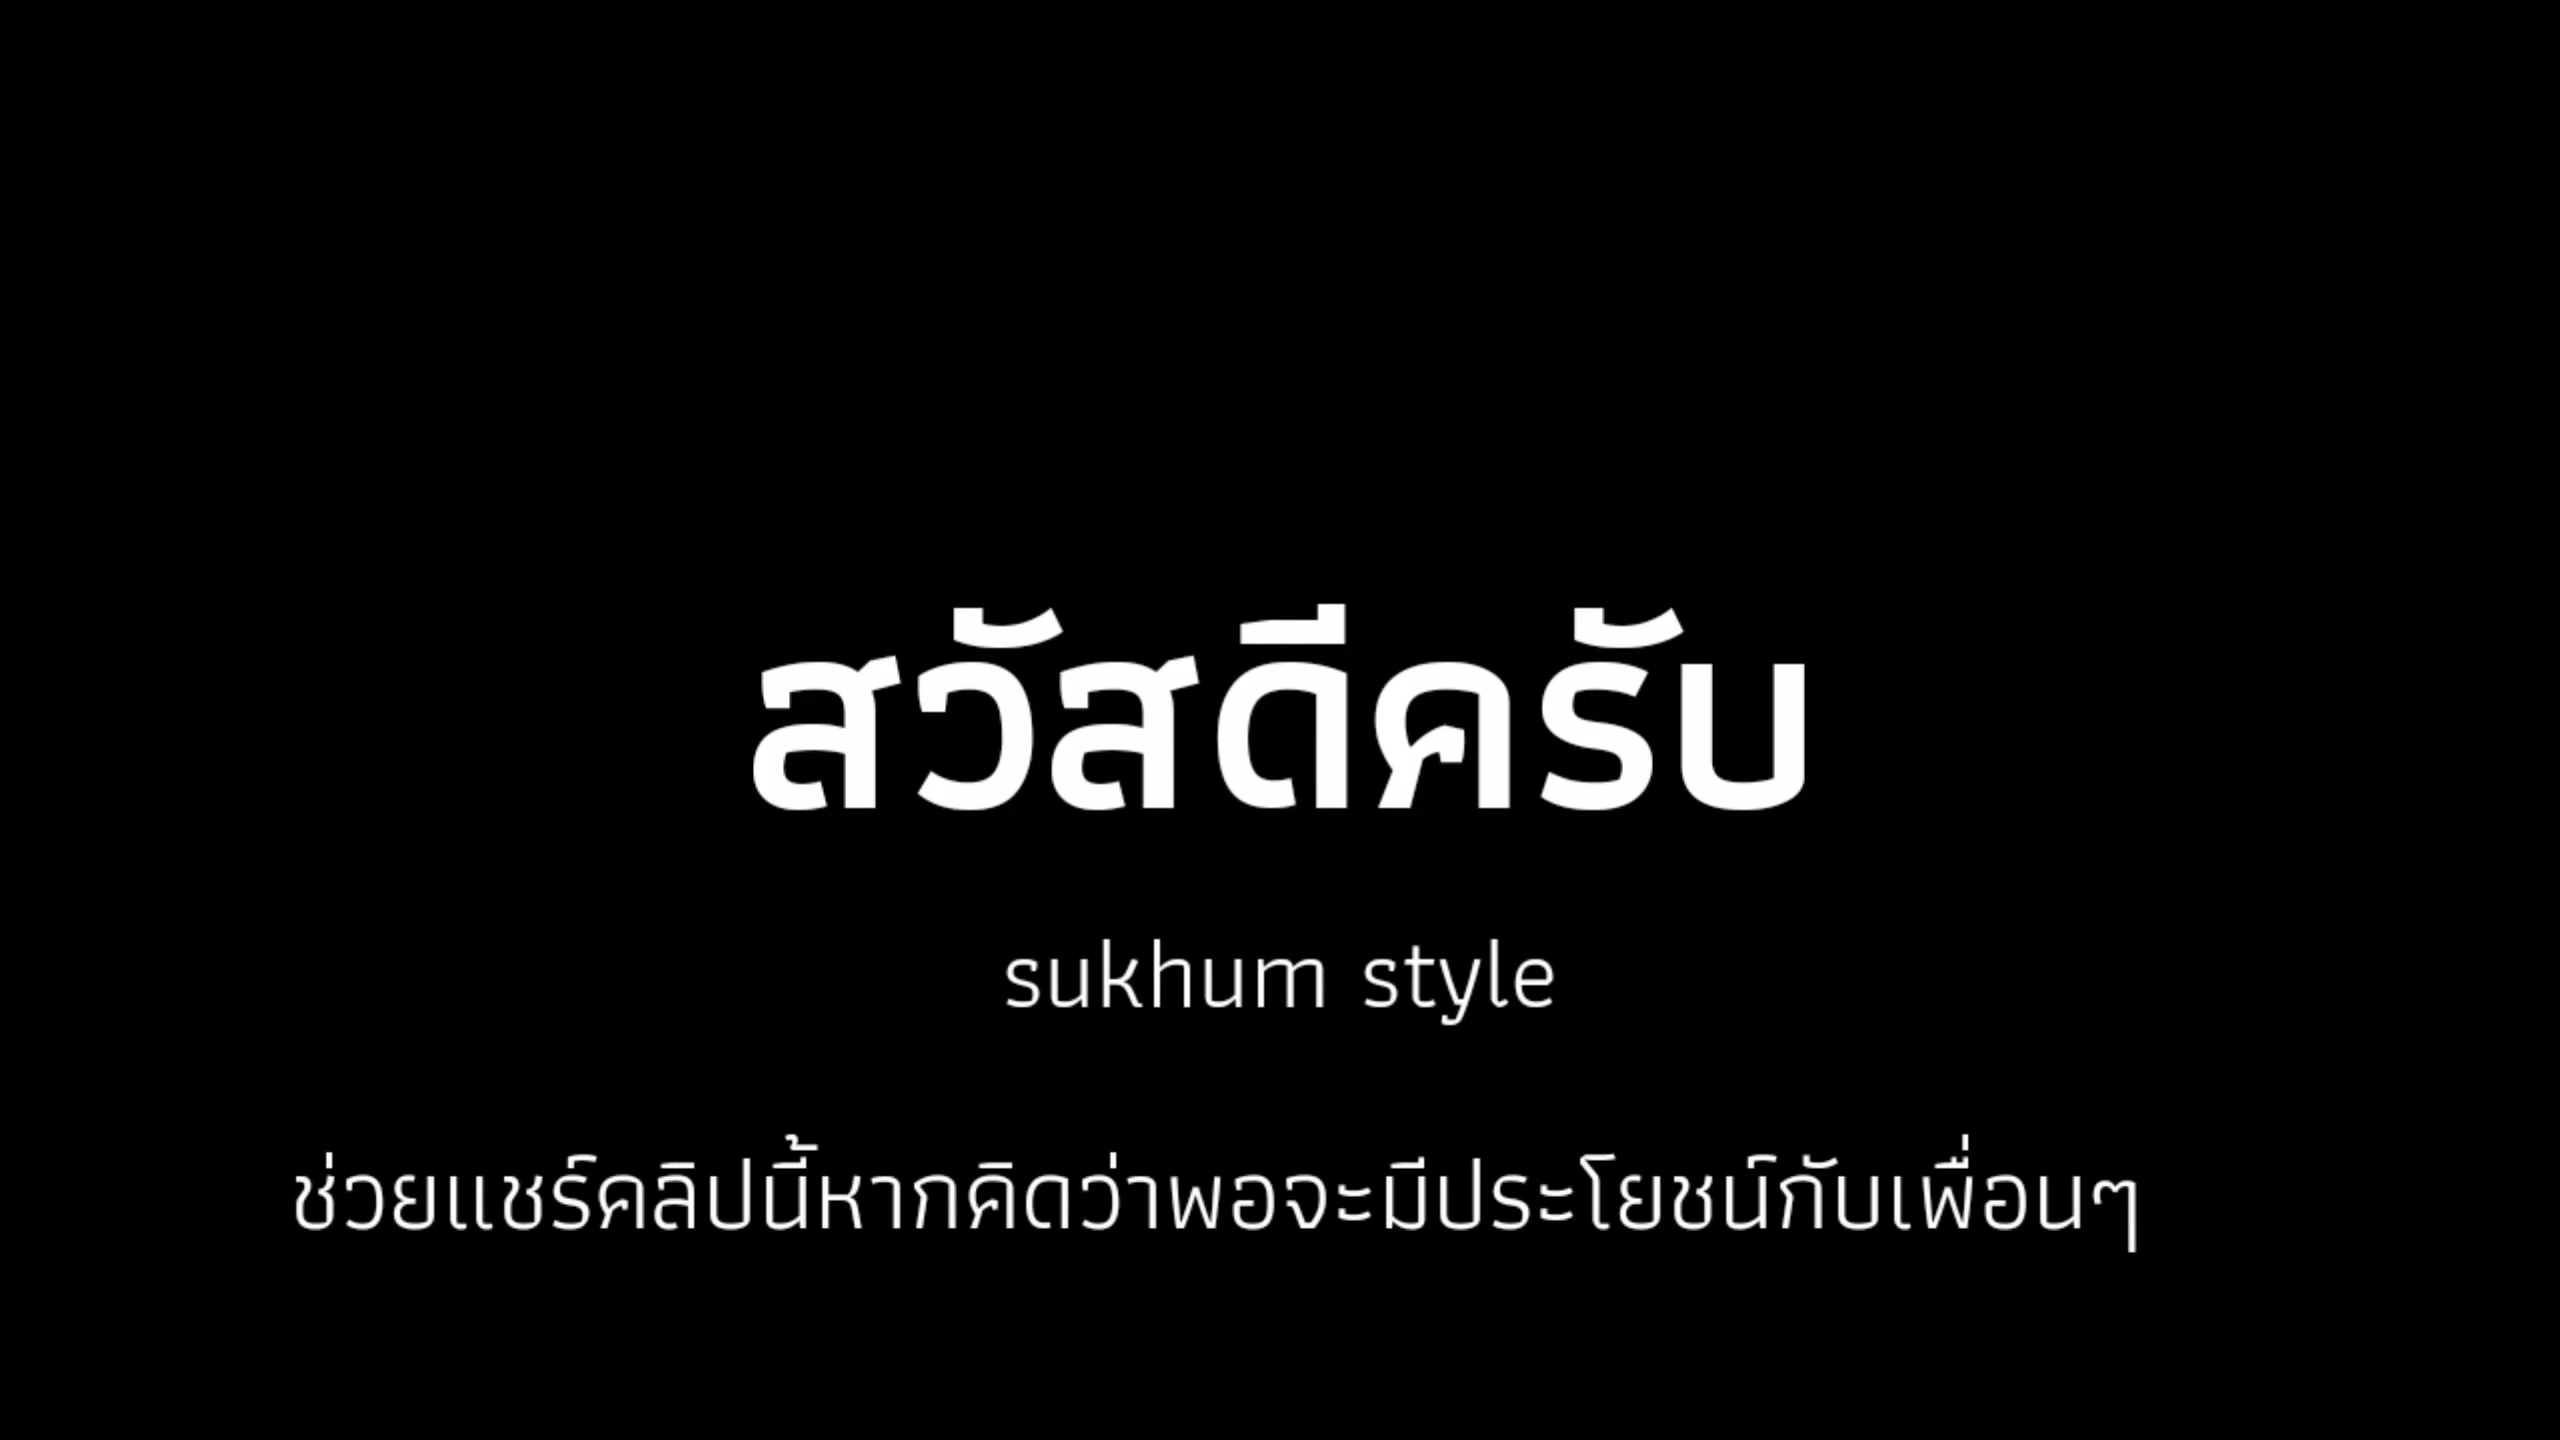 สวัสดีครับ
sukhum style
ช่วยแชร์คลิปนี้หากคิดว่าพอจะมีประโยชน์กับเพื่อนๆ